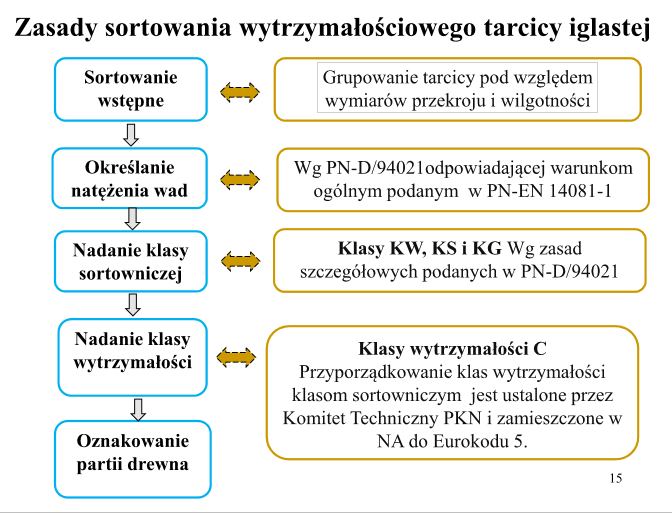 Zasady sortowania wytrzymałościowego tarcicy iglastej
Sortowanie
wstępne
Grupowanie tarcicy pod względem
wymiarów przekroju i wilgotności
Określanie
natężenia wad
Wg PN-D/94021odpowiadającej warunkom
ogólnym podanym w PN-EN 14081-1
Nadanie klasy
sortowniczej
Klasy KW, KS i KG Wg zasad
szczegółowych podanych w PN-D/94021
Nadanie klasy
wytrzymałości
Klasy wytrzymałości C
Przyporządkowanie klas wytrzymałości
klasom sortowniczym jest ustalone przez
Komitet Techniczny PKN i zamieszczone w
NA do Eurokodu 5.
Oznakowanie
partii drewna
15